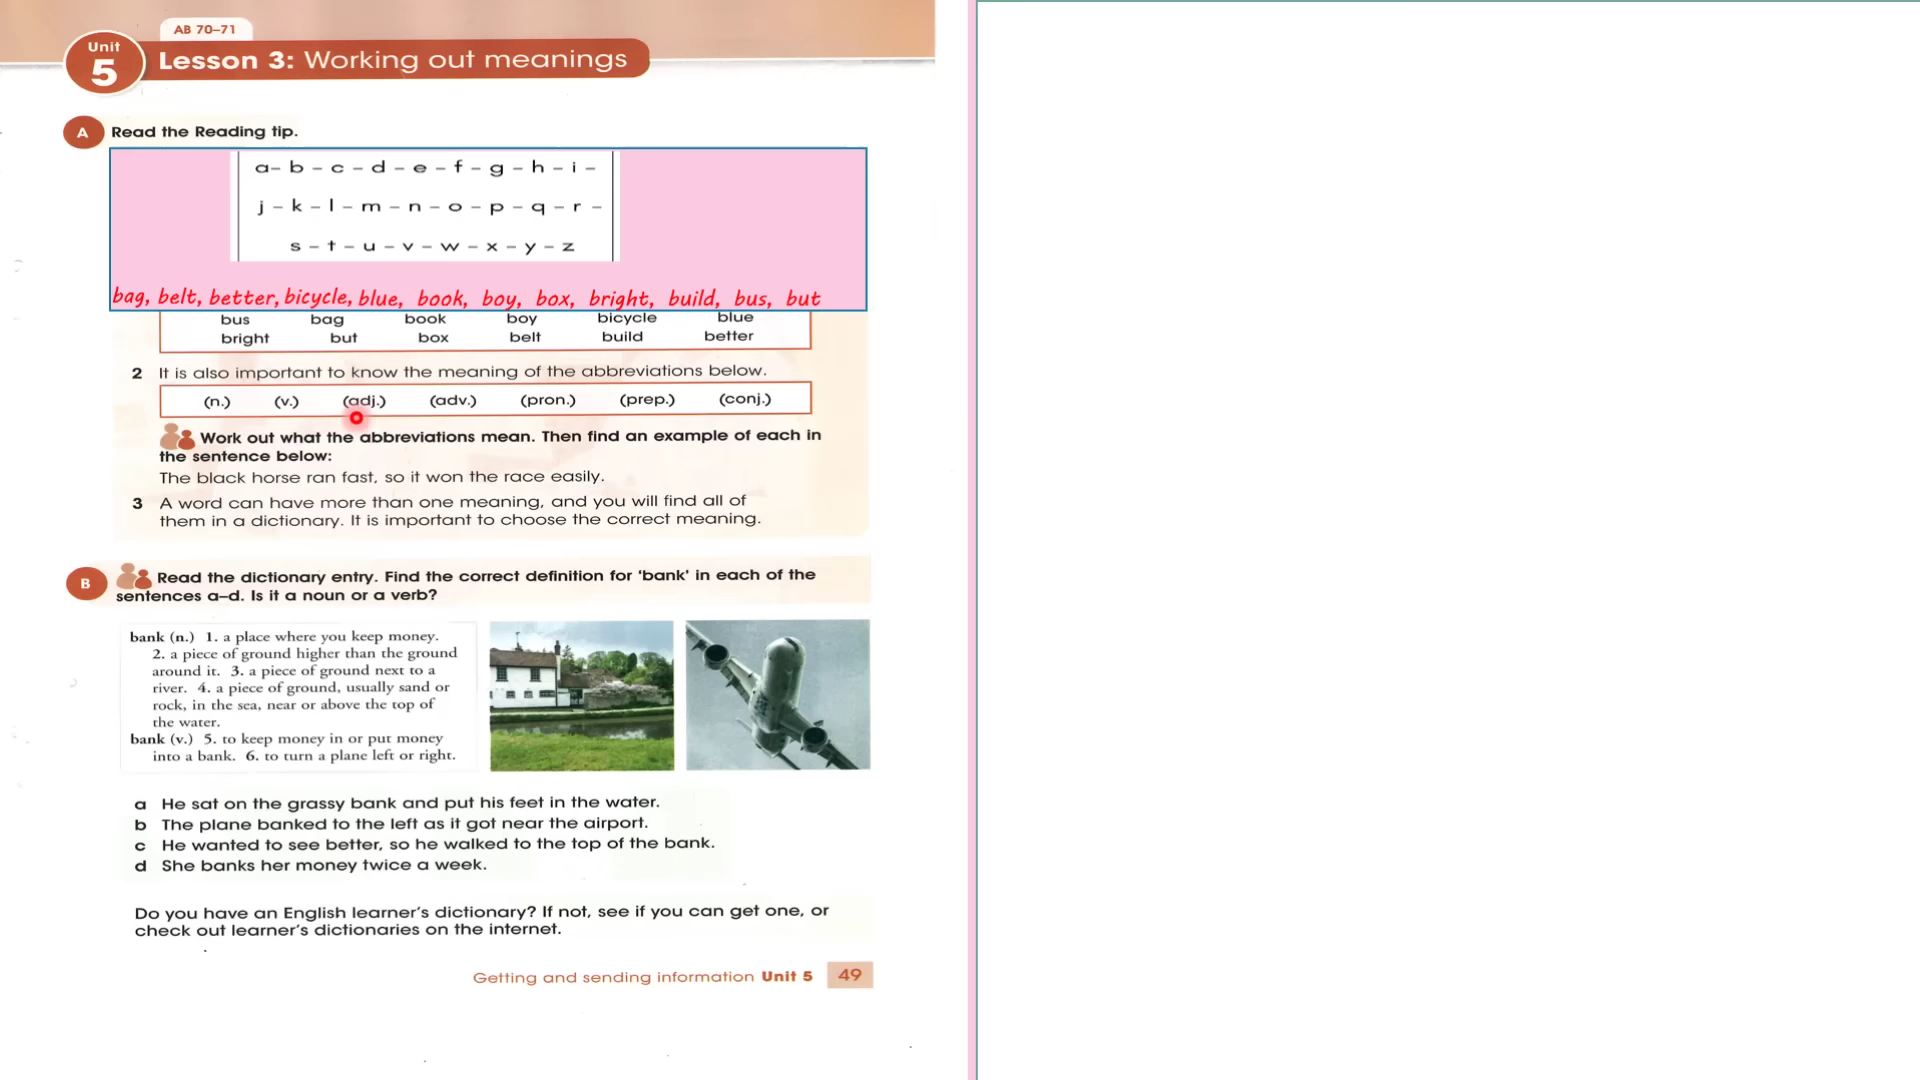 AB 70–71
Unit 5
Lesson 3: Working out meanings
A Read the Reading tip.
a- b – c – d – e – f – g – h – i –
j – k – l – m – n – o – p – q – r –
s – t – u – v – w – x – y – z
bag, belt, better, bicycle, blue, book, boy, box, bright, build, bus, but
bus bag book boy bicycle blue
bright but box belt build better
2 It is also important to know the meaning of the abbreviations below.
(n.) (v.) (adj.) (adv.) (pron.) (prep.) (conj.)
Work out what the abbreviations mean. Then find an example of each in
the sentence below:
The black horse ran fast, so it won the race easily.
3 A word can have more than one meaning, and you will find all of
them in a dictionary. It is important to choose the correct meaning.
B Read the dictionary entry. Find the correct definition for ‘bank’ in each of the
sentences a–d. Is it a noun or a verb?
bank (n.) 1. a place where you keep money.
2. a piece of ground higher than the ground
around it. 3. a piece of ground next to a
river. 4. a piece of ground, usually sand or
rock, in the sea, near or above the top of
the water.
bank (v.) 5. to keep money in or put money
into a bank. 6. to turn a plane left or right.
a He sat on the grassy bank and put his feet in the water.
b The plane banked to the left as it got near the airport.
c He wanted to see better, so he walked to the top of the bank.
d She banks her money twice a week.
Do you have an English learner’s dictionary? If not, see if you can get one, or
check out learner’s dictionaries on the internet.
Getting and sending information Unit 5 49